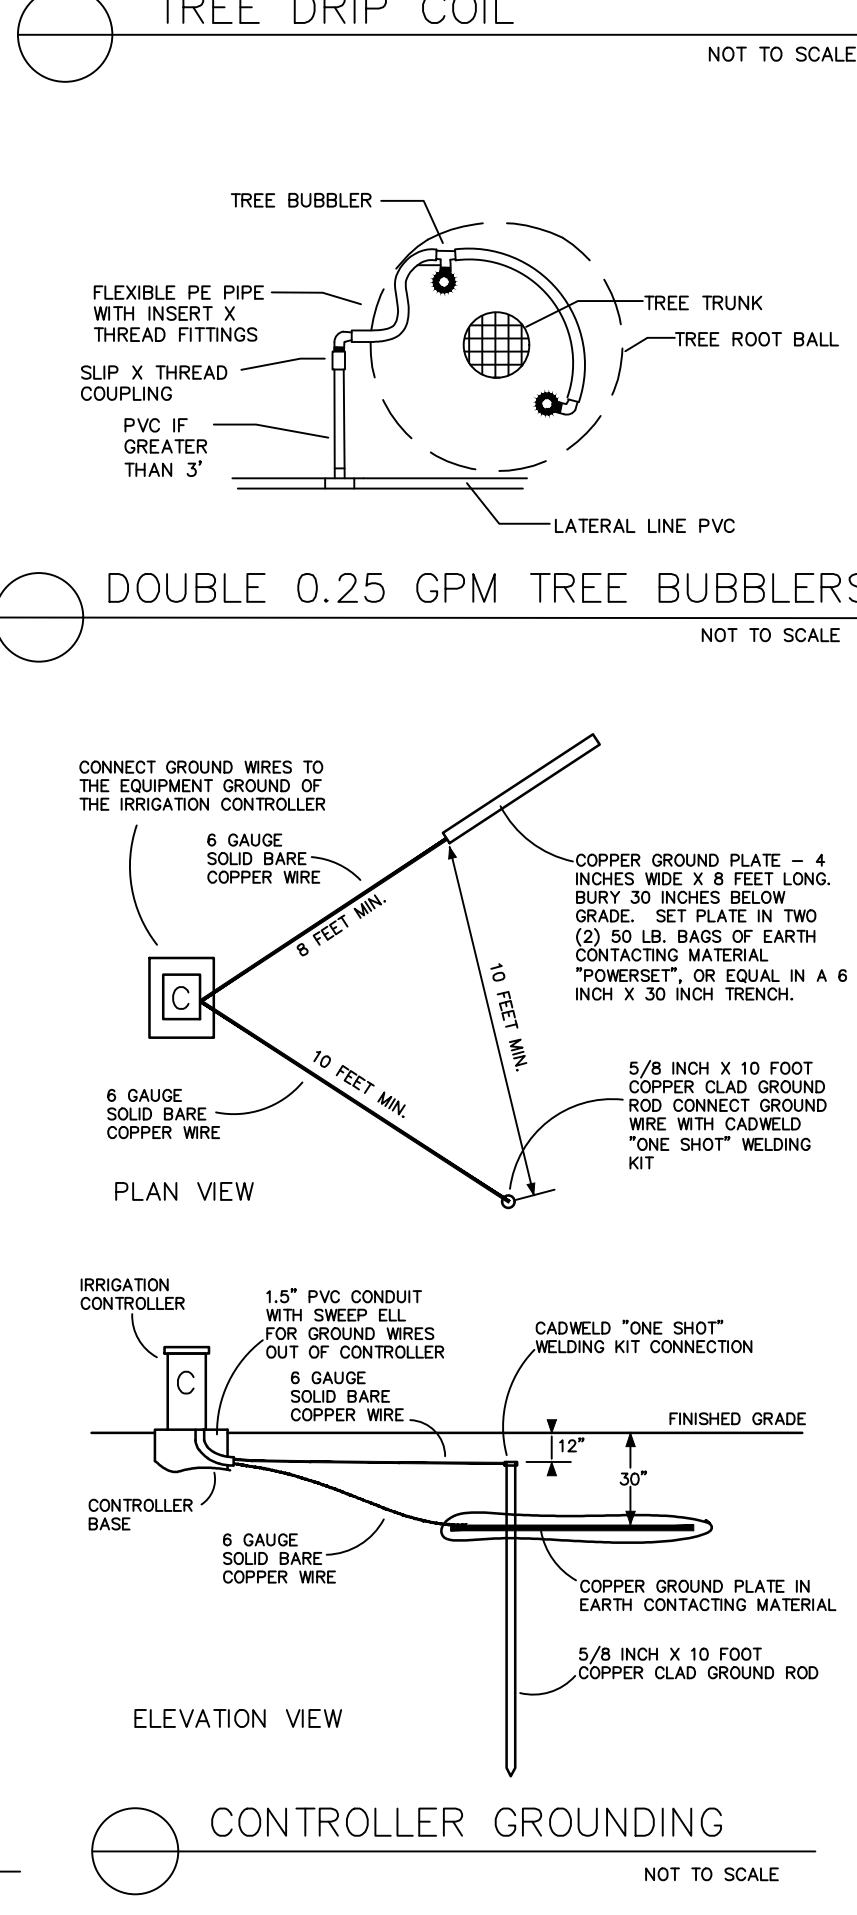 TREE DRIP COIL
NOT TO SCALE
TREE BUBBLER
FLEXIBLE PE PIPE
WITH INSERT X
THREAD FITTINGS
TREE TRUNK
TREE ROOT BALL
SLIP X THREAD
COUPLING
PVC IF
GREATER
THAN 3'
LATERAL LINE PVC
DOUBLE 0.25 GPM TREE BUBBLERS
NOT TO SCALE
CONNECT GROUND WIRES TO
THE EQUIPMENT GROUND OF
THE IRRIGATION CONTROLLER
6 GAUGE
SOLID BARE
COPPER WIRE
8 FEET MIN.
COPPER GROUND PLATE – 4
INCHES WIDE X 8 FEET LONG.
BURY 30 INCHES BELOW
GRADE. SET PLATE IN TWO
(2) 50 LB. BAGS OF EARTH
CONTACTING MATERIAL
"POWERSET", OR EQUAL IN A 6
INCH X 30 INCH TRENCH.
C
10 FEET MIN.
10 FEET MIN.
6 GAUGE
SOLID BARE
COPPER WIRE
5/8 INCH X 10 FOOT
COPPER CLAD GROUND
ROD CONNECT GROUND
WIRE WITH CADWELD
"ONE SHOT" WELDING
KIT
PLAN VIEW
IRRIGATION
CONTROLLER
1.5" PVC CONDUIT
WITH SWEEP ELL
FOR GROUND WIRES
OUT OF CONTROLLER
CADWELD "ONE SHOT"
WELDING KIT CONNECTION
C
6 GAUGE
SOLID BARE
COPPER WIRE
FINISHED GRADE
12"
30"
CONTROLLER
BASE
6 GAUGE
SOLID BARE
COPPER WIRE
COPPER GROUND PLATE IN
EARTH CONTACTING MATERIAL
5/8 INCH X 10 FOOT
COPPER CLAD GROUND ROD
ELEVATION VIEW
CONTROLLER GROUNDING
NOT TO SCALE